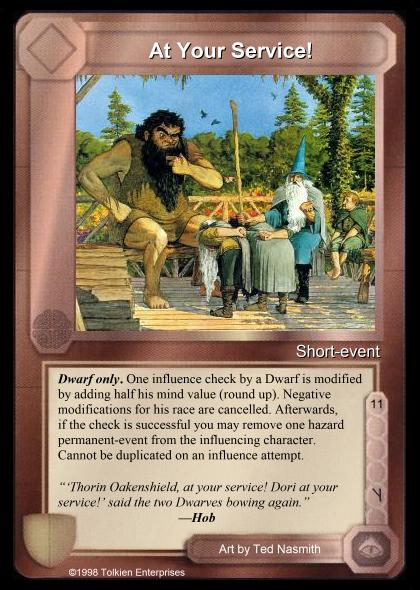 At Your Service!
Short-event
Dwarf only. One influence check by a Dwarf is modified
by adding half his mind value (round up). Negative
modifications for his race are cancelled. Afterwards,
if the check is successful you may remove one hazard
permanent-event from the influencing character.
Cannot be duplicated on an influence attempt.
“‘Thorin Oakenshield, at your service! Dori at your
service!’ said the two Dwarves bowing again.”
—Hob
11
Art by Ted Nasmith
©1998 Tolkien Enterprises